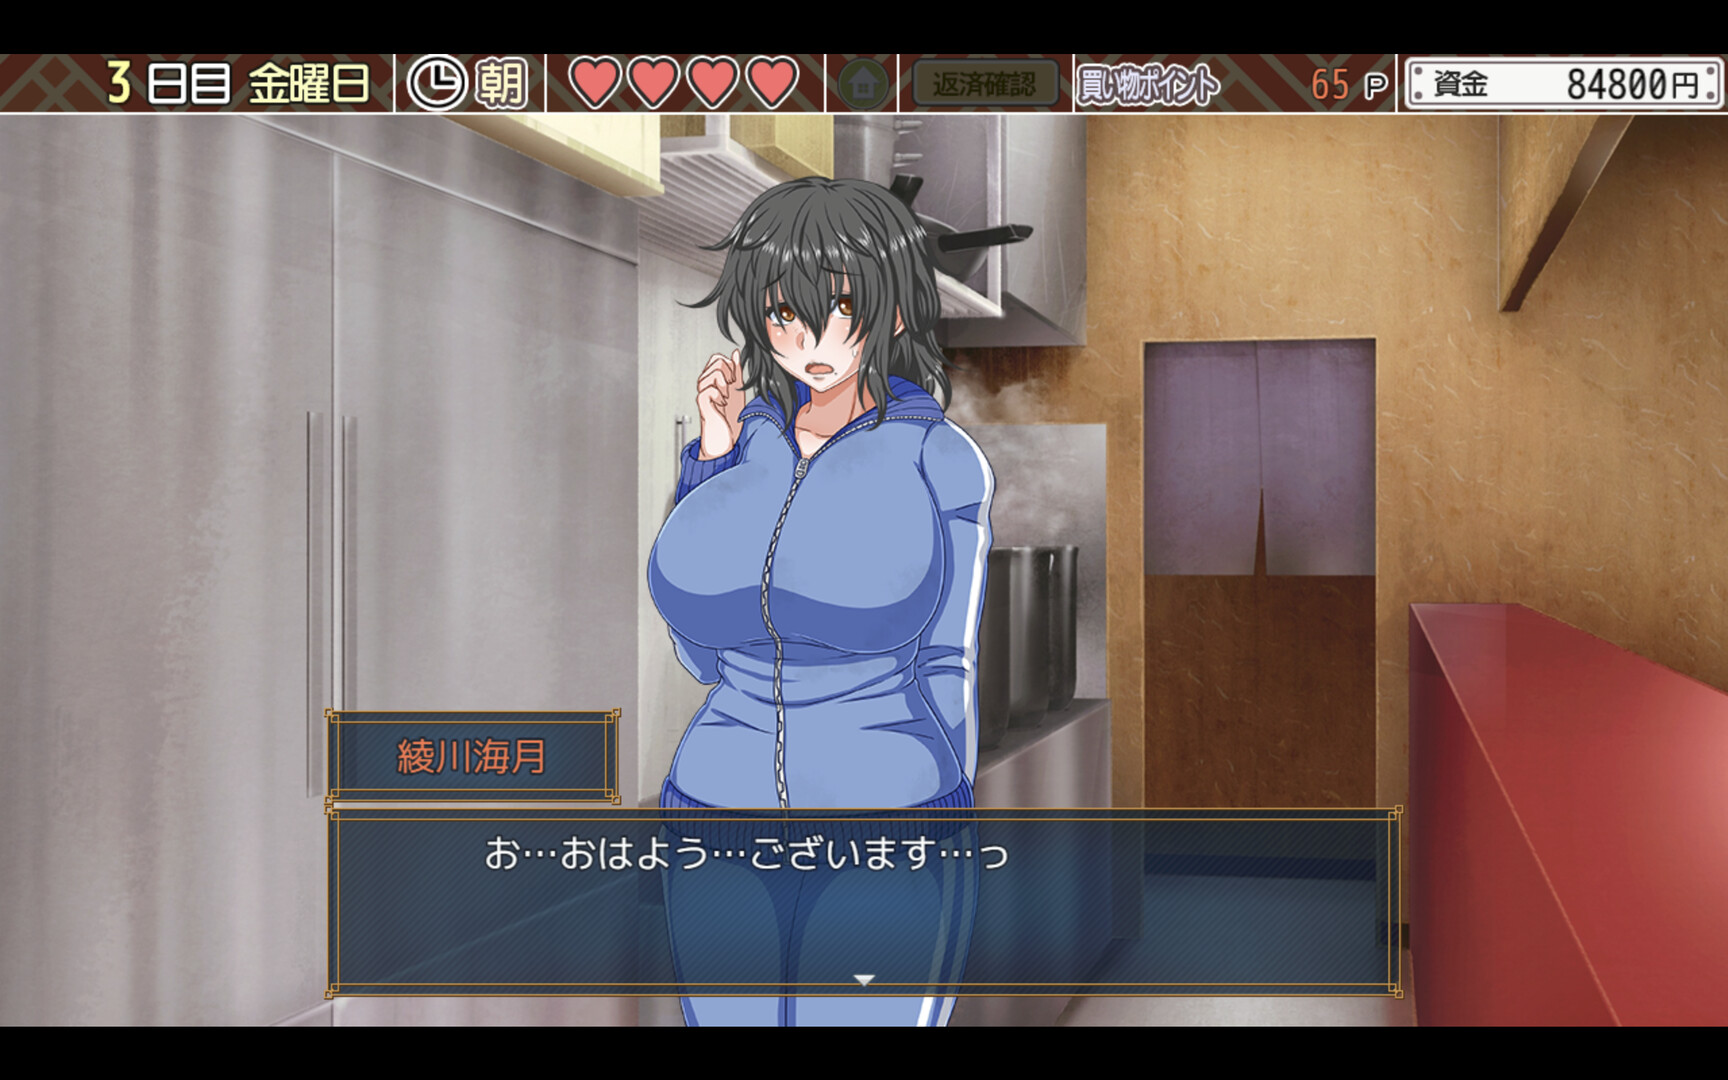 3日目 金曜日
朝
返済確認
買い物ポイント 65 P
資金 84800円
綾川海月
お…おはよう…ございます…っ